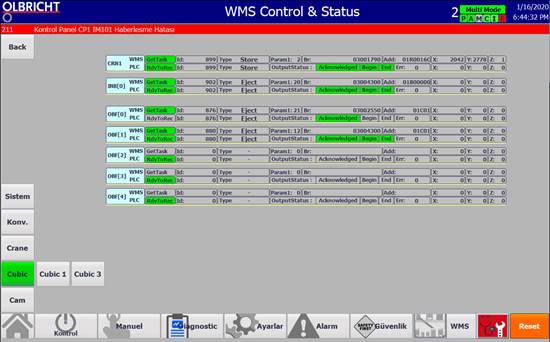 OLBRICHT
WMS Control & Status
2
Multi Mode
P A M C I
1/16/2020
6:44:32 PM
211 Kontrol Panel CP1 IM101 Haberlesme Hatası
Back
CRN1 WMS GetTask Id: 899 Type Store Param1: 2 Br: 03001790 Add: 01R0016C X: 2042 Y: 2778 Z: 1
PLC RdyToRec Id: 899 Type Store OutputStatus : Acknowledged Begin End Err: 0 X: 0 Y: 0 Z: 0
INF[0] WMS GetTask Id: 902 Type Eject Param1: 20 Br: 03004300 Add: 01R00000 X: 0 Y: 0 Z: 0
PLC RdyToRec Id: 902 Type Eject OutputStatus : Acknowledged Begin End Err: 0 X: 0 Y: 0 Z: 0
OBF[0] WMS GetTask Id: 876 Type Eject Param1: 21 Br: 03002550 Add: 01C01 X: 0 Y: 0 Z: 0
PLC RdyToRec Id: 876 Type Eject OutputStatus : Acknowledged Begin End Err: 0 X: 0 Y: 0 Z: 0
OBF[1] WMS GetTask Id: 880 Type Eject Param1: 12 Br: 03004300 Add: 01C01 X: 0 Y: 0 Z: 0
PLC RdyToRec Id: 880 Type Eject OutputStatus : Acknowledged Begin End Err: 0 X: 0 Y: 0 Z: 0
OBF[2] WMS GetTask Id: 0 Type - Param1: 0 Br: Add: X: 0 Y: 0 Z: 0
PLC RdyToRec Id: 0 Type - OutputStatus : Acknowledged Begin End Err: 0 X: 0 Y: 0 Z: 0
OBF[3] WMS GetTask Id: 0 Type - Param1: 0 Br: Add: X: 0 Y: 0 Z: 0
PLC RdyToRec Id: 0 Type - OutputStatus : Acknowledged Begin End Err: 0 X: 0 Y: 0 Z: 0
OBF[4] WMS GetTask Id: 0 Type - Param1: 0 Br: Add: X: 0 Y: 0 Z: 0
PLC RdyToRec Id: 0 Type - OutputStatus : Acknowledged Begin End Err: 0 X: 0 Y: 0 Z: 0
Sistem
Konv.
Crane
Cubic
Cubic 1
Cubic 3
Cam
Kontrol
Manuel
Diagnostic
Ayarlar
Alarm
SAFETY FIRST
Güvenlik
WMS
Reset